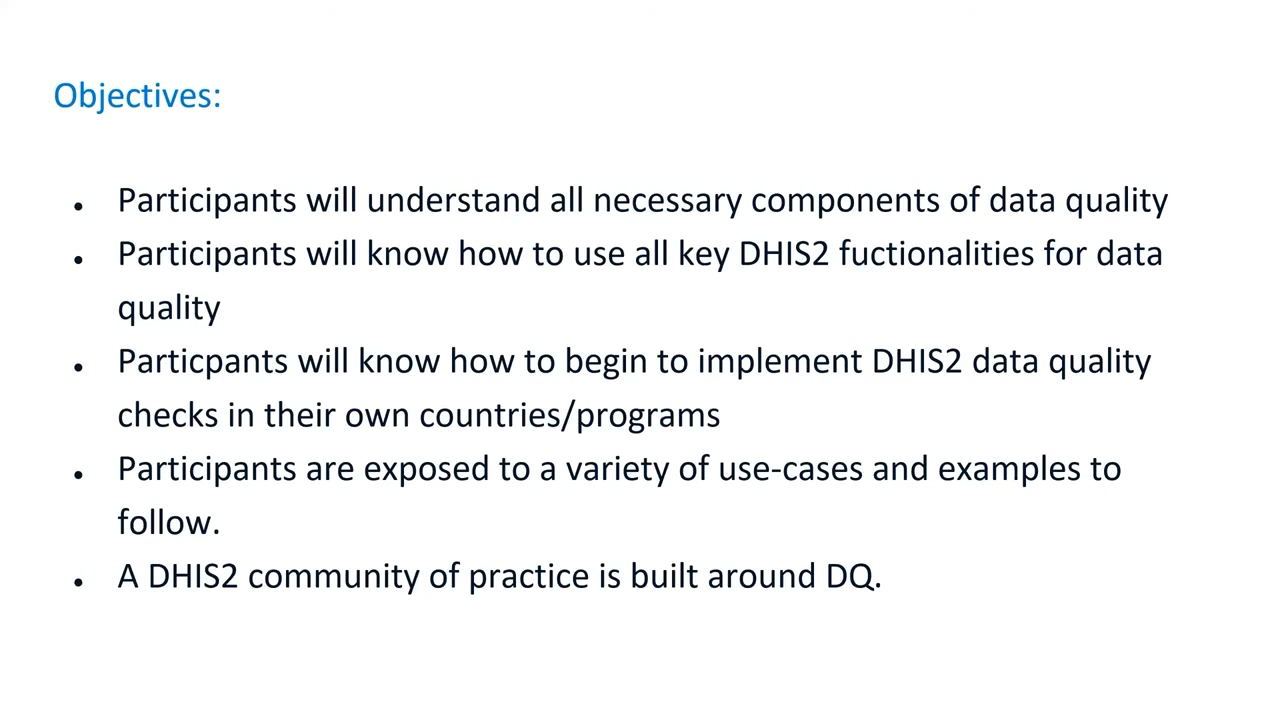 Objectives:
• Participants will understand all necessary components of data quality
• Participants will know how to use all key DHIS2 fuctionalities for data
quality
• Particpants will know how to begin to implement DHIS2 data quality
checks in their own countries/programs
• Participants are exposed to a variety of use-cases and examples to
follow.
• A DHIS2 community of practice is built around DQ.